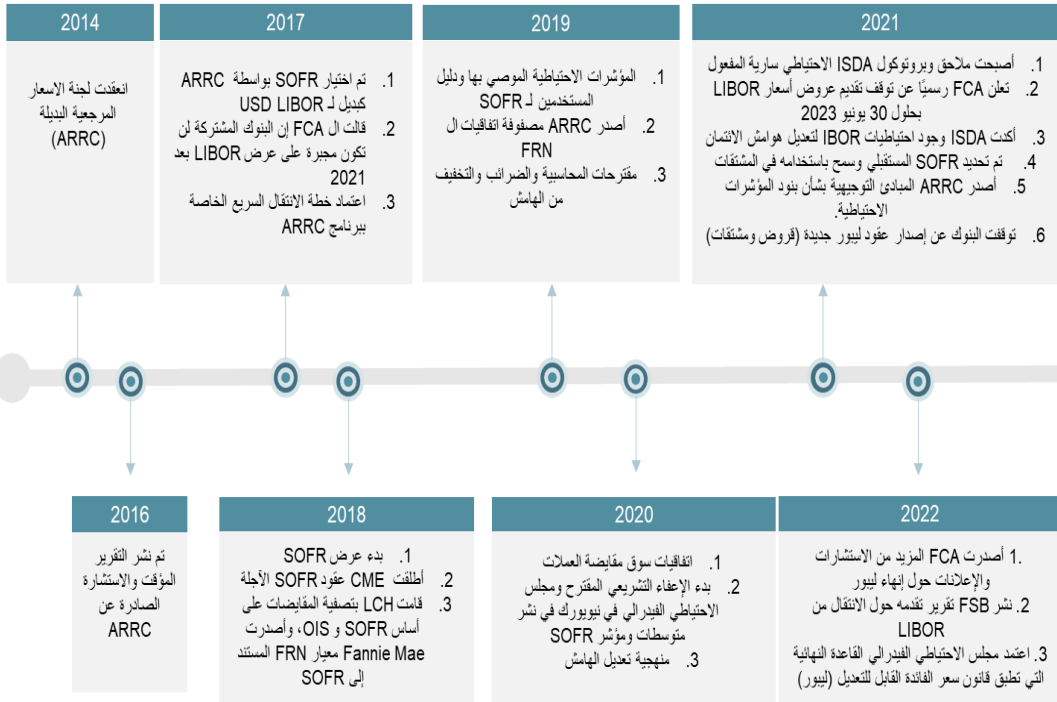 2014
انعقدت لجنة الاسعار
المرجعية البديلة
(ARRC)
2017
1. تم اختيار SOFR بواسطة ARRC
كبديل لـ USD LIBOR
2. قالت ال FCA إن البنوك المشتركة لن
تكون مجبرة على عرض LIBOR بعد
2021
3. اعتماد خطة الانتقال السريع الخاصة
ببرنامج ARRC
2019
1. المؤشرات الاحتياطية الموصي بها ودليل
المستخدمين لـ SOFR
2. أصدر ARRC مصفوفة اتفاقيات ال
FRN
3. مقترحات المحاسبية والضرائب والتخفيف
من الهامش
2021
1. أصبحت ملاحق وبروتوكول ISDA الاحتياطي سارية المفعول
2. تعلن FCA رسميًا عن توقف تقديم عروض أسعار LIBOR
بحلول 30 يونيو 2023
3. أكدت ISDA وجود احتياطيات IBOR لتعديل هوامش الائتمان
4. تم تحديد SOFR المستقبلي وسمح باستخدامه في المشتقات
5. أصدر ARRC المبادئ التوجيهية بشأن بنود المؤشرات
الاحتياطية.
6. توقفت البنوك عن إصدار عقود ليبور جديدة (قروض ومشتقات)
2016
تم نشر التقرير
المؤقت والاستشارة
الصادرة عن
ARRC
2018
1. بدء عرض SOFR
2. أطلقت CME عقود SOFR الآجلة
3. قامت LCH بتصفية المقايضات على
أساس SOFR و OIS، وأصدرت
Fannie Mae معيار FRN المستند
إلى SOFR
2020
1. اتفاقيات سوق مقايضة العملات
2. بدء الإعفاء التشريعي المقترح ومجلس
الاحتياطي الفيدرالي في نيويورك في نشر
متوسطات ومؤشر SOFR
3. منهجية تعديل الهامش
2022
1. أصدرت FCA المزيد من الاستشارات
والإعلانات حول إنهاء ليبور
2. نشر FSB تقرير تقدمه حول الانتقال من
LIBOR
3. اعتمد مجلس الاحتياطي الفيدرالي القاعدة النهائية
التي تطبق قانون سعر الفائدة القابل للتعديل (ليبور)